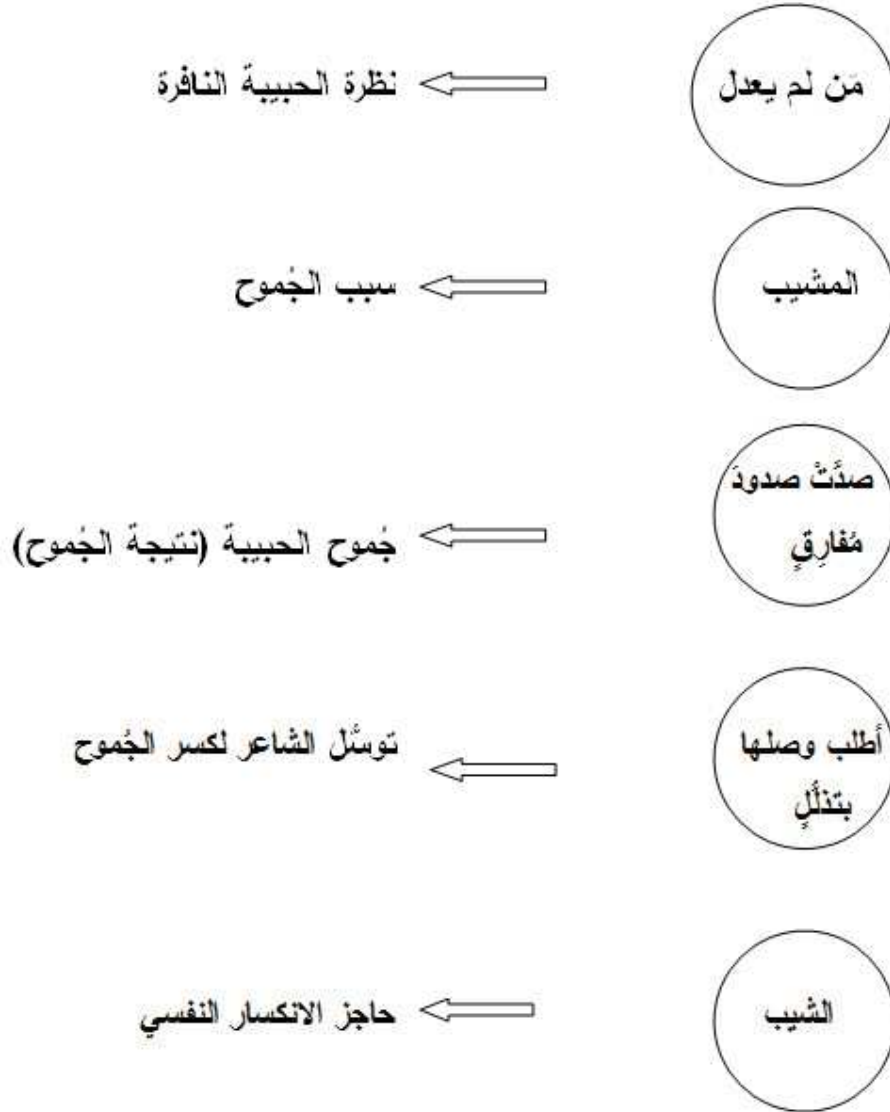 مَن لم يعدل
نظرة الحبيبة النافرة
المشيب
سبب الجُموح
صدَّتْ صدودَ
مُفارِقٍ
جُموح الحبيبة (نتيجة الجُموح)
أطلب وصلها
بتذلُّلٍ
توسُّل الشاعر لكسر الجُموح
الشيب
حاجز الانكسار النفسي